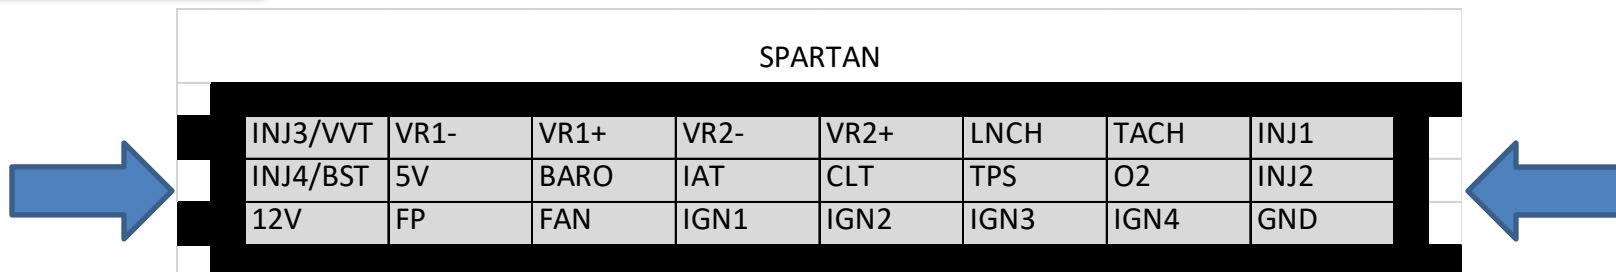 SPARTAN
INJ3/VVT VR1- VR1+ VR2- VR2+ LNCH TACH INJ1
INJ4/BST 5V BARO IAT CLT TPS O2 INJ2
12V FP FAN IGN1 IGN2 IGN3 IGN4 GND